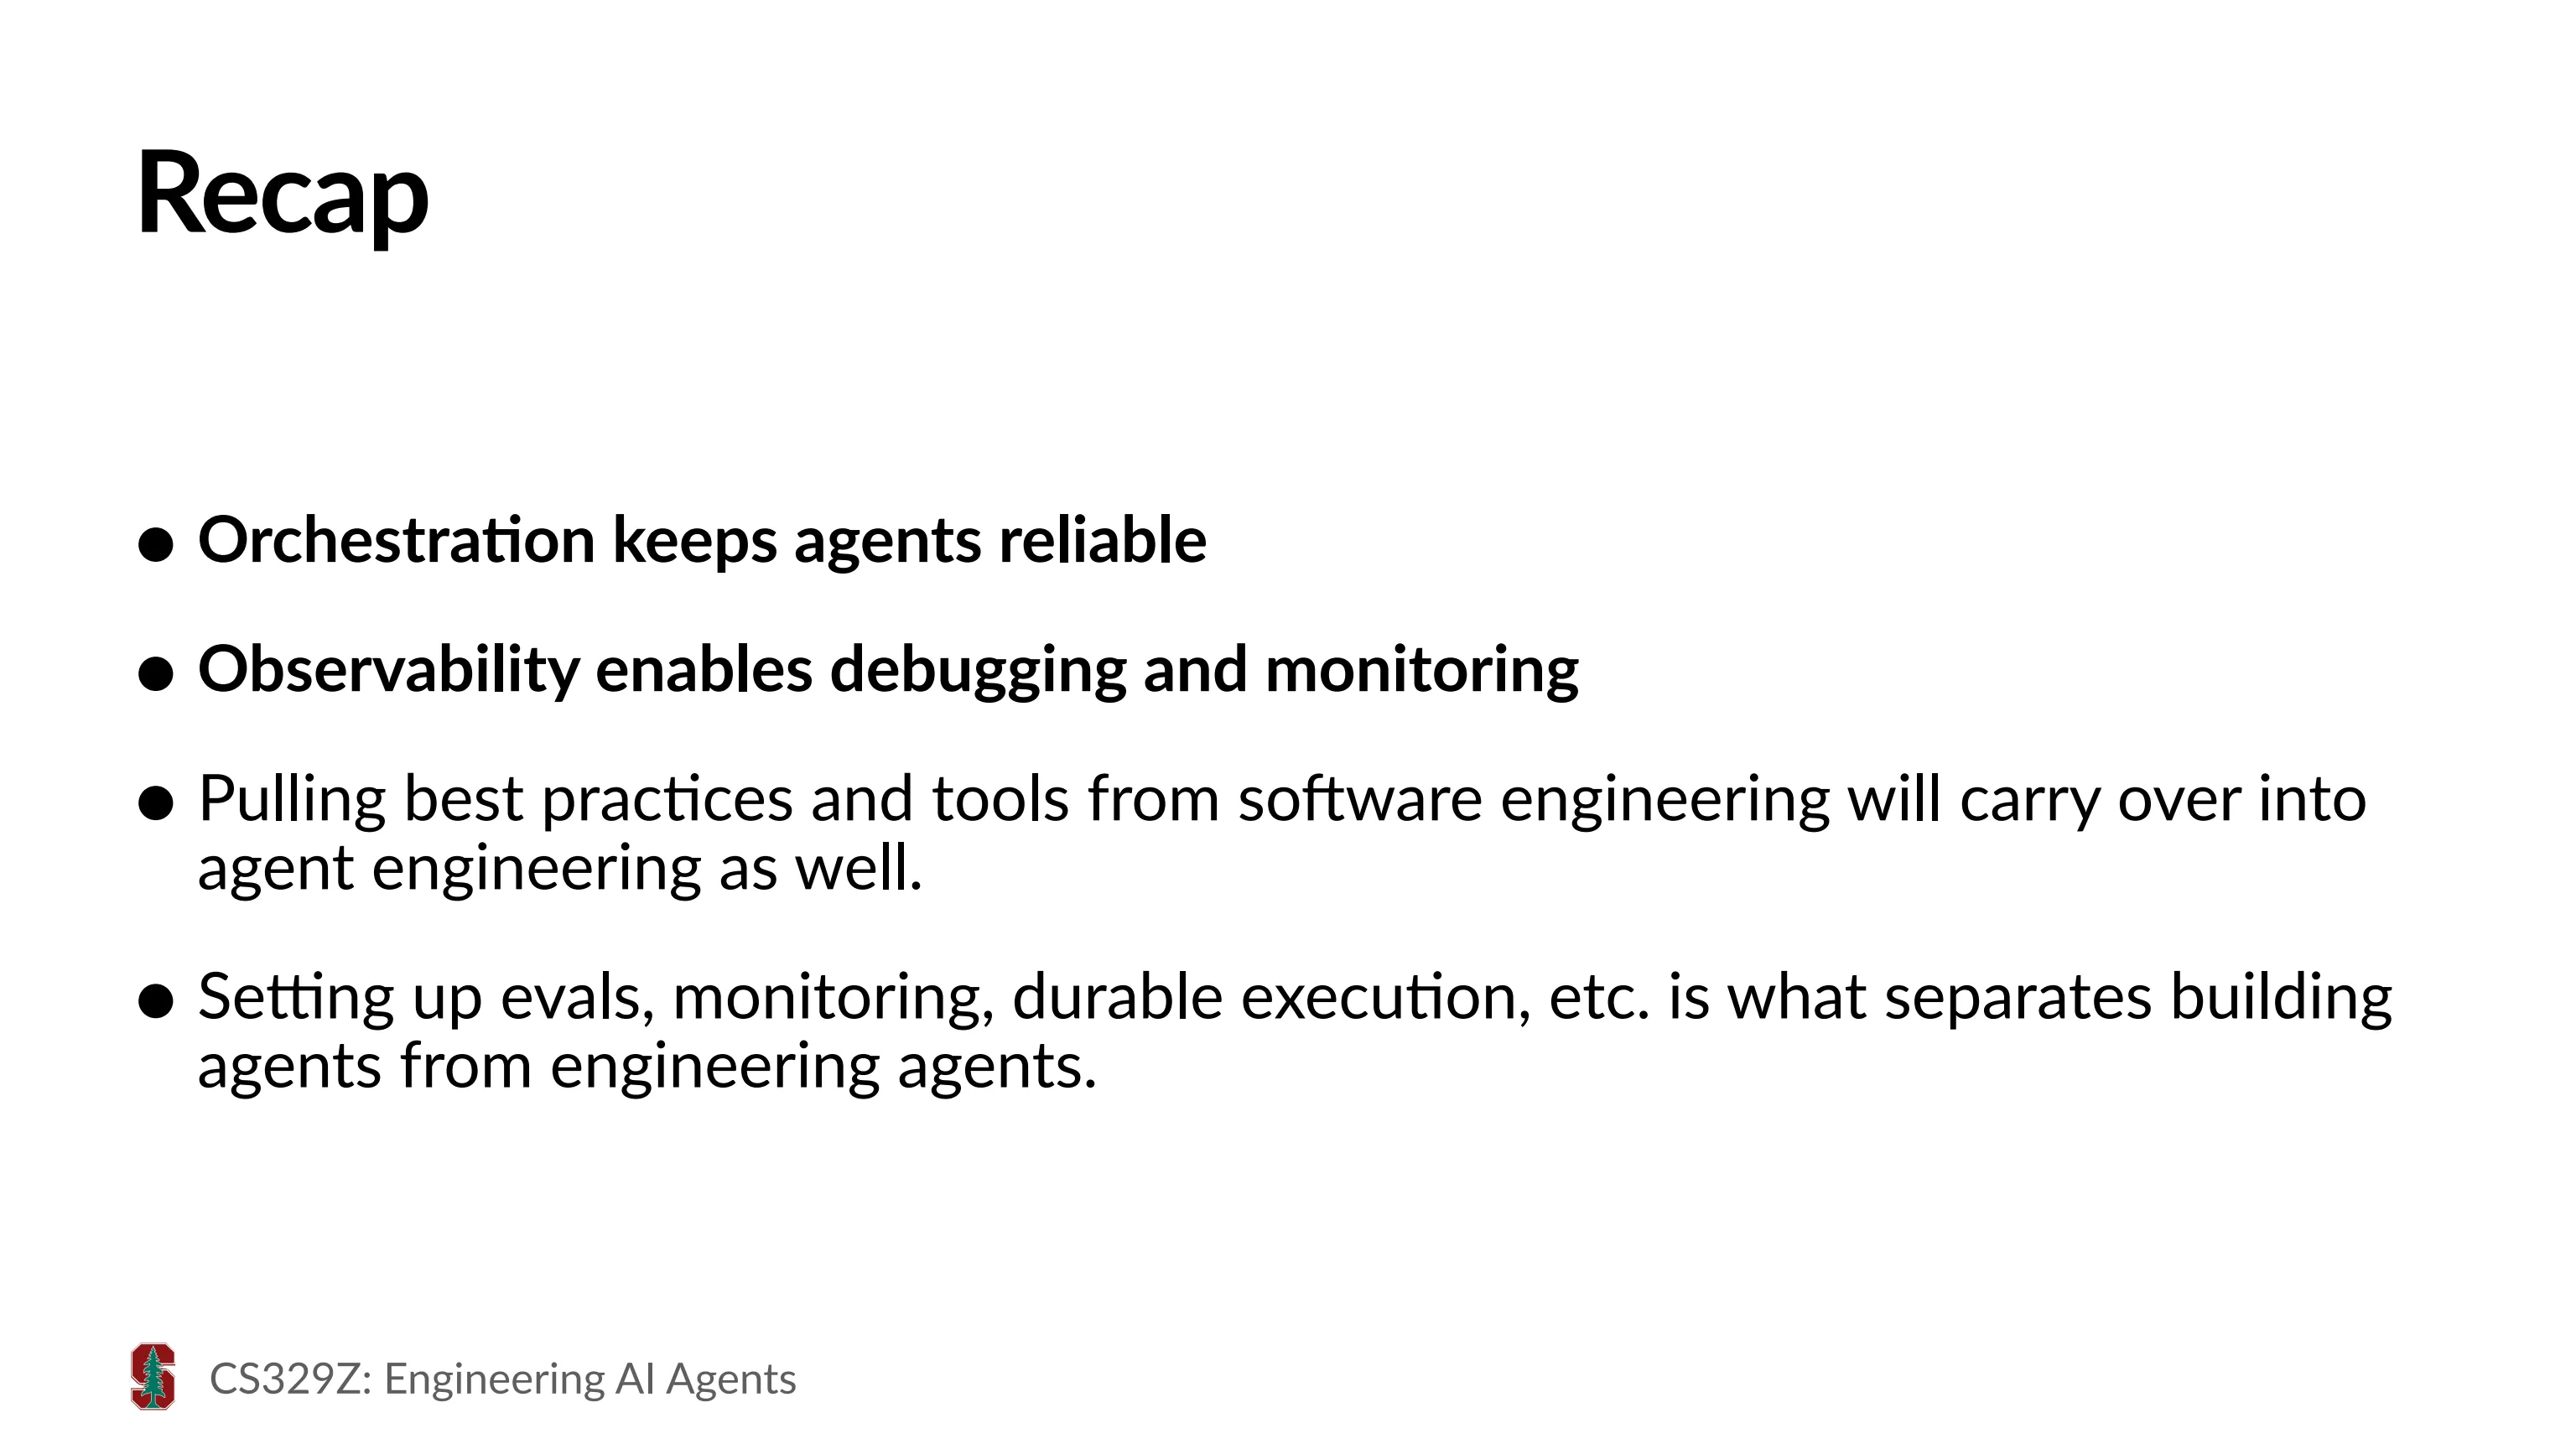 Recap
● Orchestration keeps agents reliable
● Observability enables debugging and monitoring
● Pulling best practices and tools from software engineering will carry over into
agent engineering as well.
● Setting up evals, monitoring, durable execution, etc. is what separates building
agents from engineering agents.
CS329Z: Engineering AI Agents